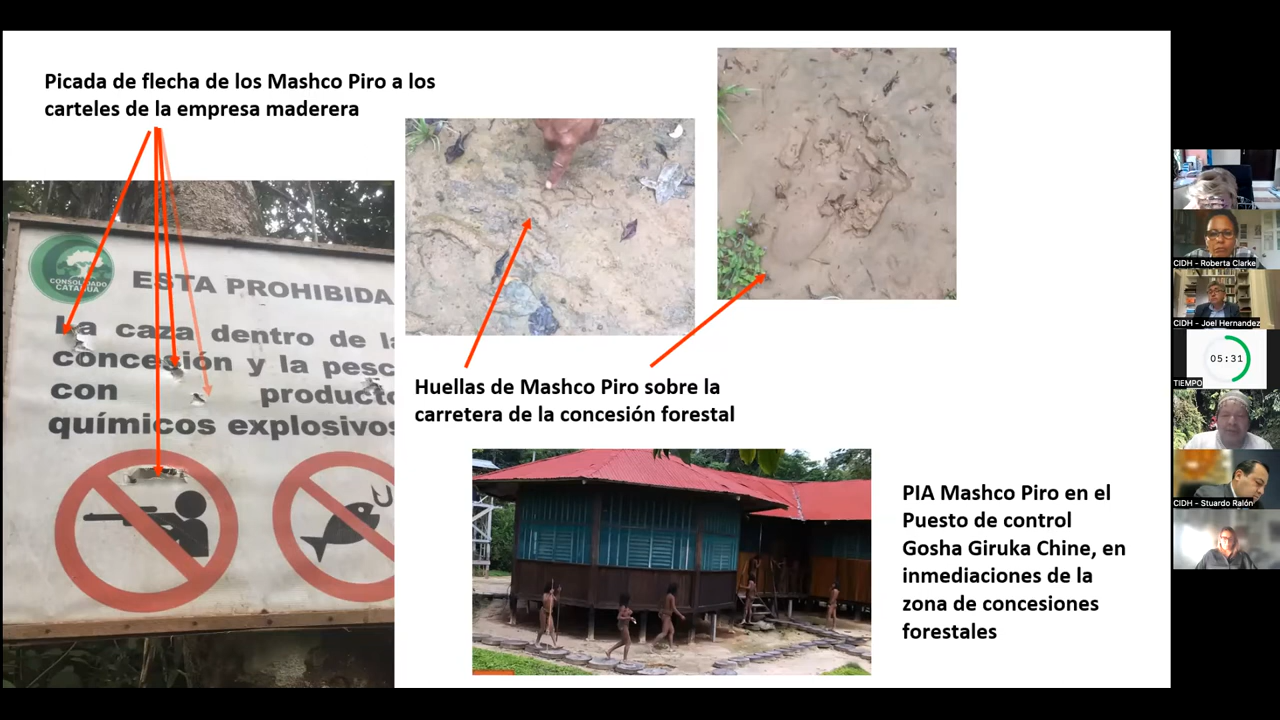 Picada de flecha de los Mashco Piro a los
carteles de la empresa maderera
CONSOLIDADO
CATAHUA
ESTA PROHIBIDA
La caza dentro de la
concesión y la pesc
con producto
químicos explosivos
Huellas de Mashco Piro sobre la
carretera de la concesión forestal
PIA Mashco Piro en el
Puesto de control
Gosha Giruka Chine, en
inmediaciones de la
zona de concesiones
forestales
CIDH - Roberta Clarke
CIDH - Joel Hernandez
05:31
TIEMPO
CIDH - Stuardo Ralón